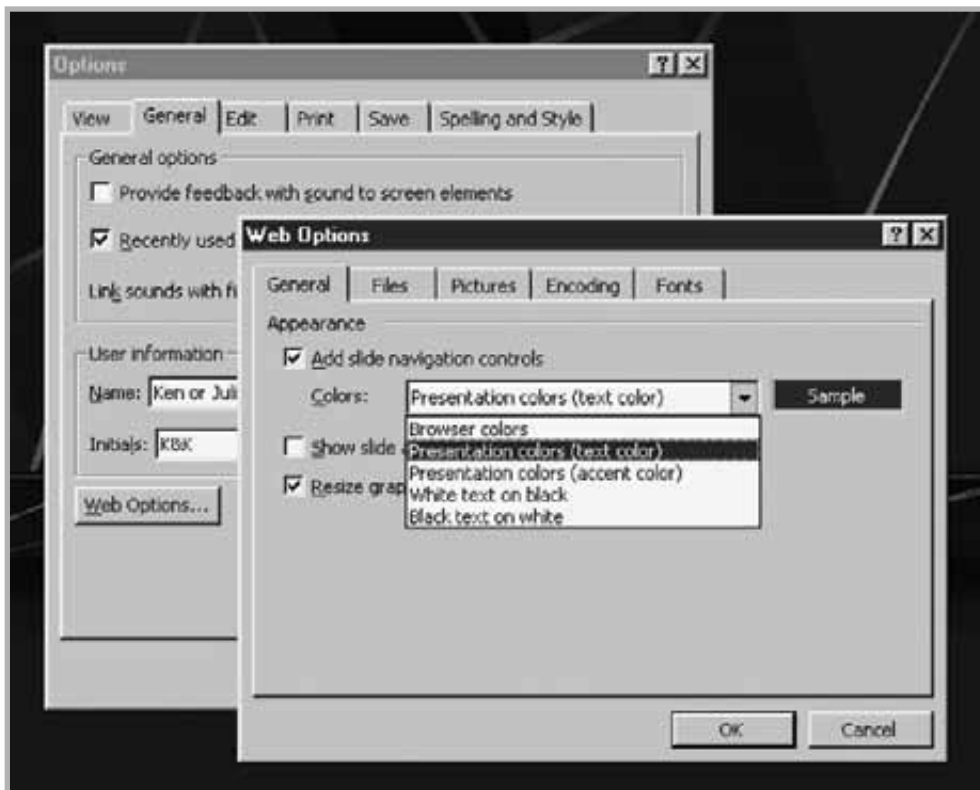 Options
View General Edit Print Save Spelling and Style
General options
Provide feedback with sound to screen elements
Recently used
Link sounds with fi
User information
Name: Ken or Juli
Initials: K&K
Web Options...
Web Options
General Files Pictures Encoding Fonts
Appearance
Add slide navigation controls
Colors: Presentation colors (text color) Sample
Browser colors
Presentation colors (text color)
Presentation colors (accent color)
White text on black
Black text on white
Show slide
Resize grap
OK Cancel